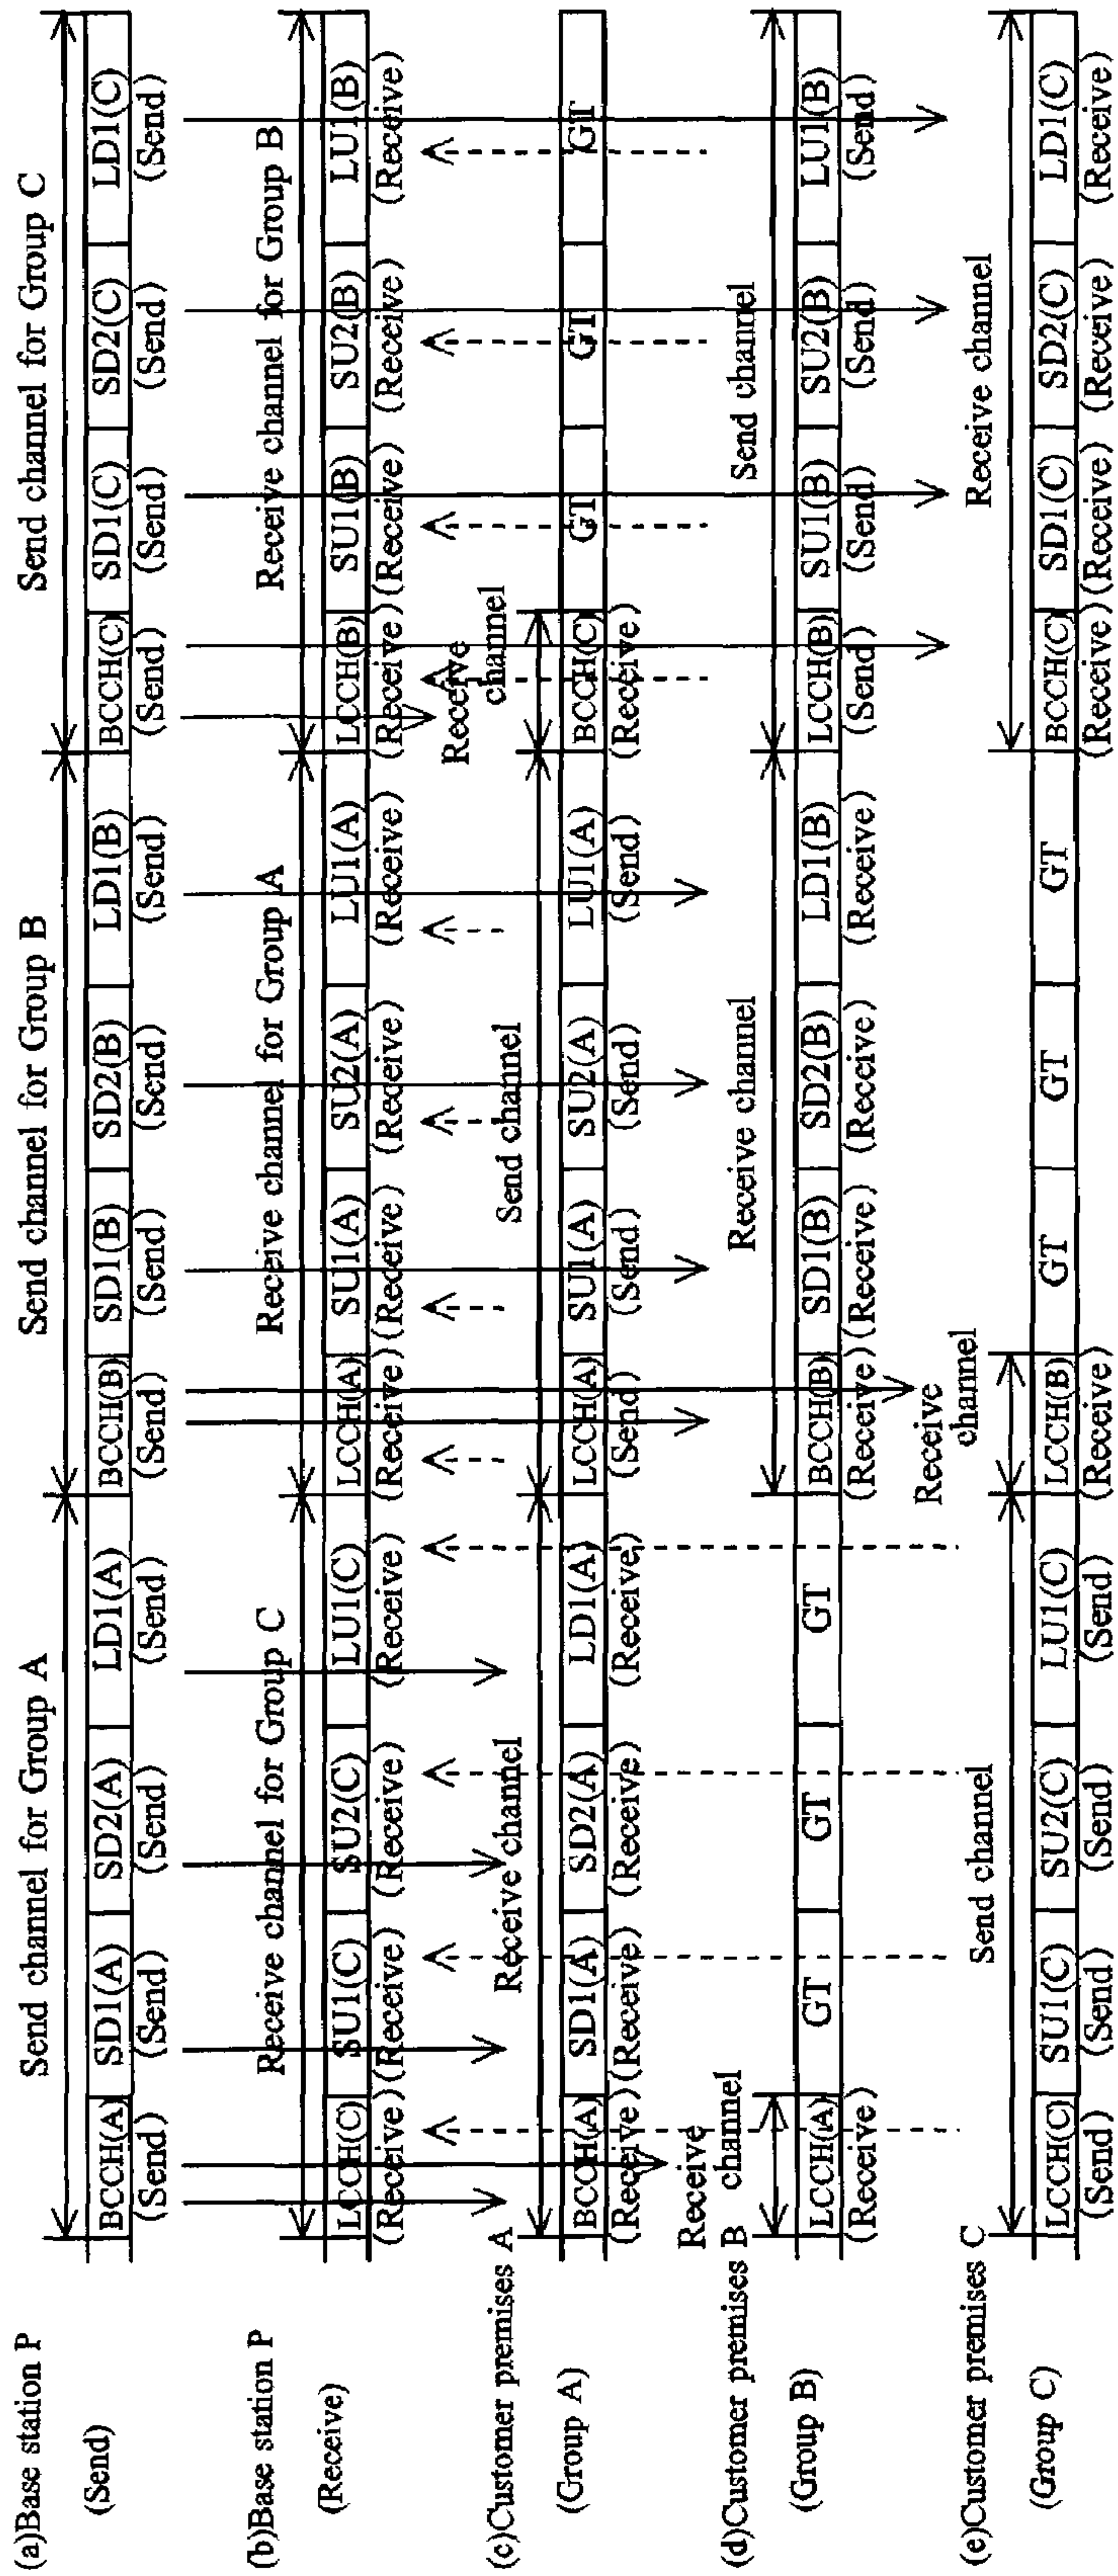 (a)Base station P
(Send)
Send channel for Group A
Send channel for Group B
Send channel for Group C
BCCH(A) SD1(A) SD2(A) LD1(A) BCCH(B) SD1(B) SD2(B) LD1(B) BCCH(C) SD1(C) SD2(C) LD1(C)
(Send) (Send) (Send) (Send) (Send) (Send) (Send) (Send) (Send) (Send) (Send) (Send)
(b)Base station P
(Receive)
Receive channel for Group C
Receive channel for Group A
Receive channel for Group B
LCCH(C) SU1(C) SU2(C) LU1(C) LCCH(A) SU1(A) SU2(A) LU1(A) LCCH(B) SU1(B) SU2(B) LU1(B)
(Receive) (Receive) (Receive) (Receive) (Receive) (Receive) (Receive) (Receive) (Receive) (Receive) (Receive) (Receive)
(c)Customer premises A
(Group A)
Receive channel
Send channel
Receive
channel
BCCH(A) SD1(A) SD2(A) LD1(A) LCCH(A) SU1(A) SU2(A) LU1(A) BCCH(C) GT GT GT
(Receive) (Receive) (Receive) (Receive) (Send) (Send) (Send) (Send) (Receive)
(d)Customer premises B
(Group B)
Receive
channel
Receive channel
Send channel
LCCH(A) GT GT GT BCCH(B) SD1(B) SD2(B) LD1(B) LCCH(B) SU1(B) SU2(B) LU1(B)
(Receive) (Receive) (Receive) (Receive) (Receive) (Send) (Send) (Send) (Send)
(e)Customer premises C
(Group C)
Send channel
Receive
channel
Receive channel
LCCH(C) SU1(C) SU2(C) LU1(C) LCCH(B) GT GT GT BCCH(C) SD1(C) SD2(C) LD1(C)
(Send) (Send) (Send) (Send) (Receive) (Receive) (Receive) (Receive) (Receive)